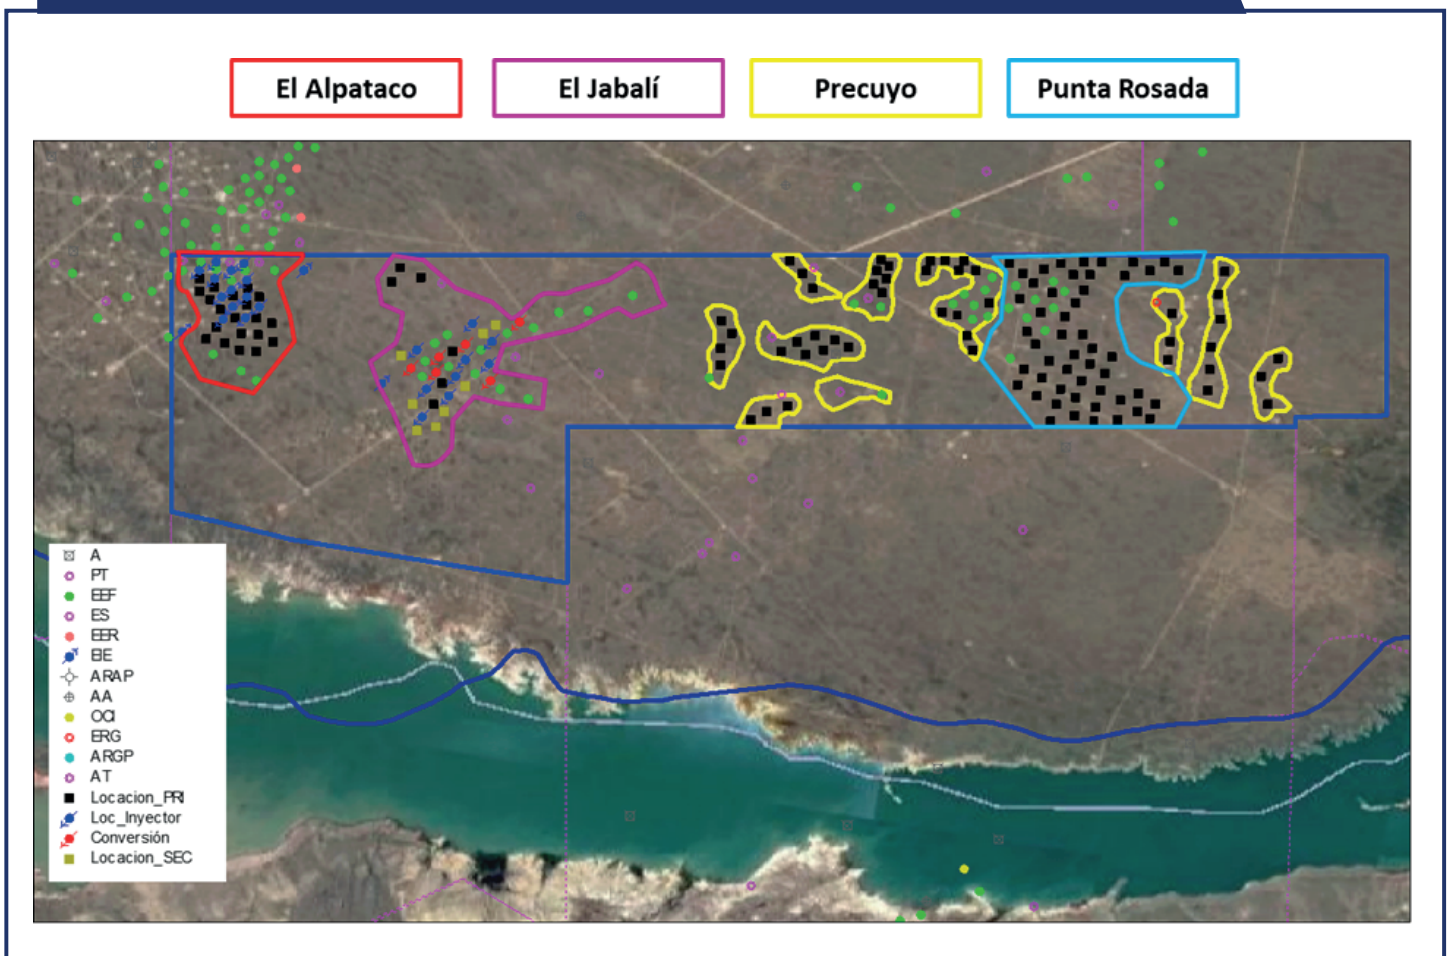 El Alpataco
El Jabalí
Precuyo
Punta Rosada
A
PT
EEF
ES
EER
EIE
ARAP
AA
OCI
ERG
ARGP
AT
Locacion_PRI
Loc_Inyector
Conversión
Locacion_SEC